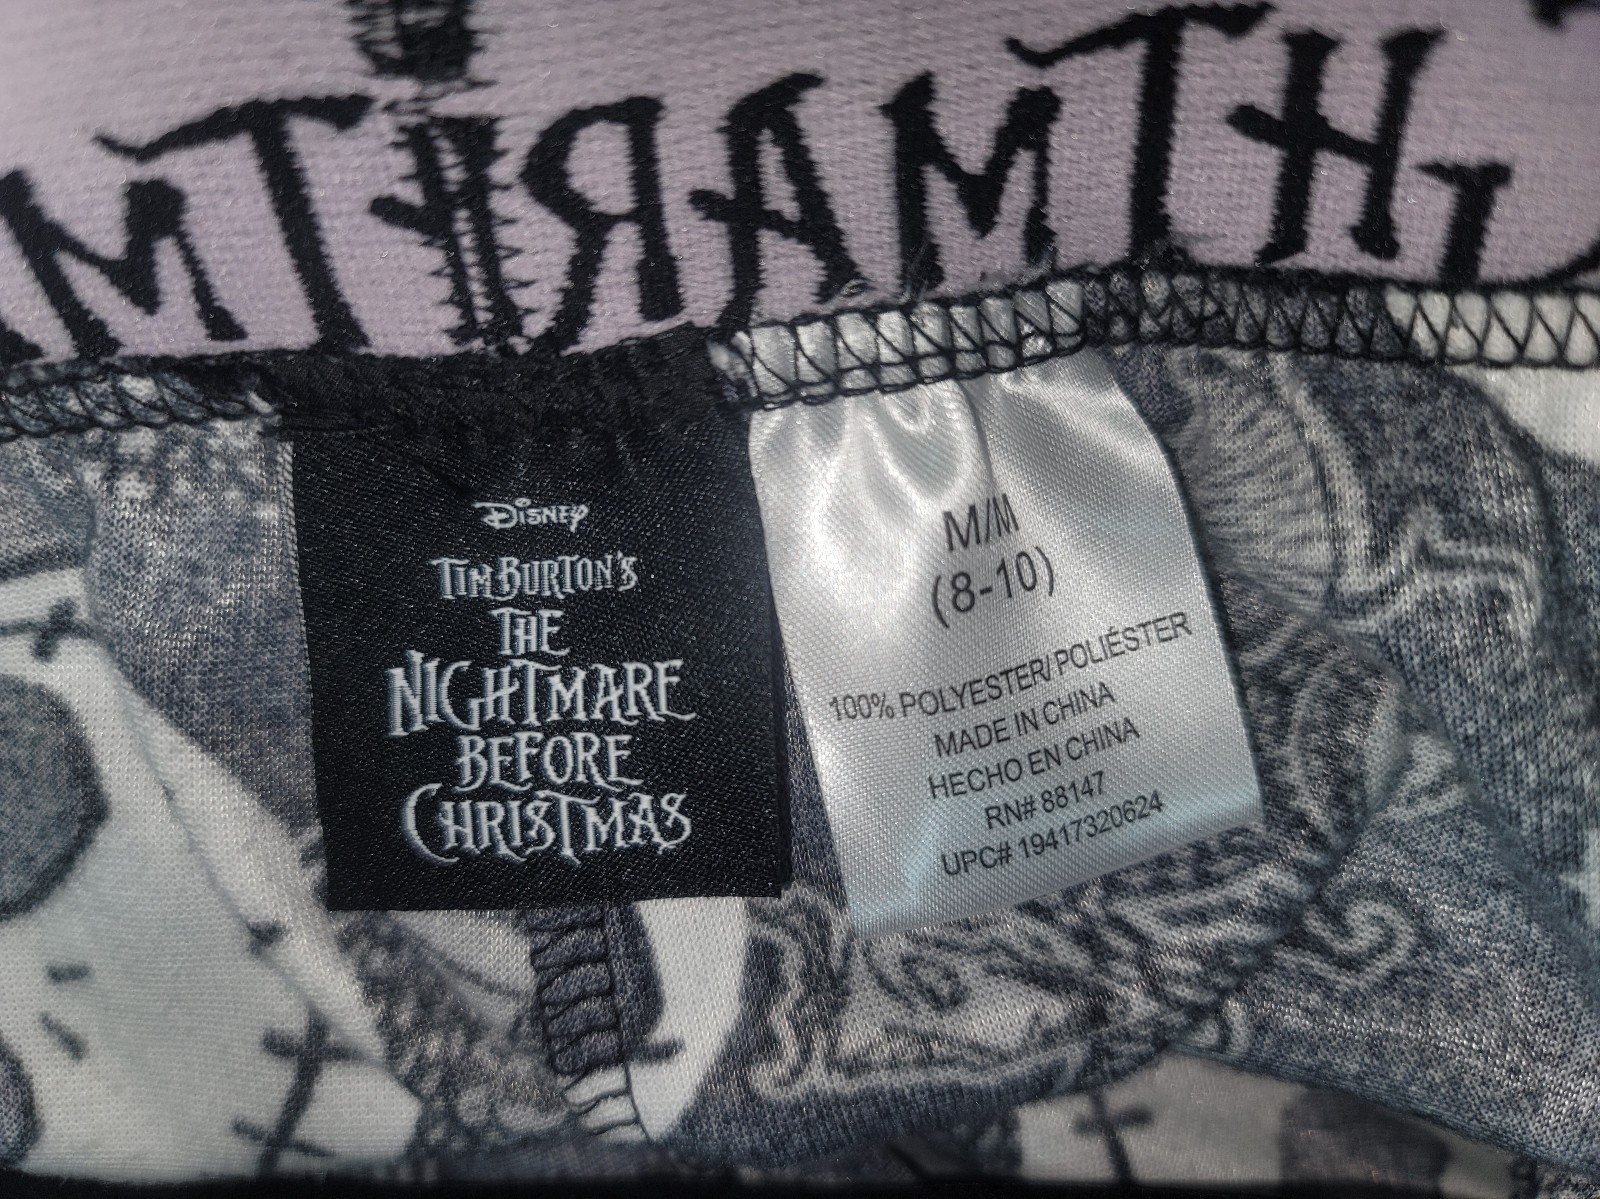 Disney
TIM BURTON'S
THE
NIGHTMARE
BEFORE
CHRISTMAS
M/M
(8-10)
100% POLYESTER/ POLIÉSTER
MADE IN CHINA
HECHO EN CHINA
RN# 88147
UPC# 19417320624